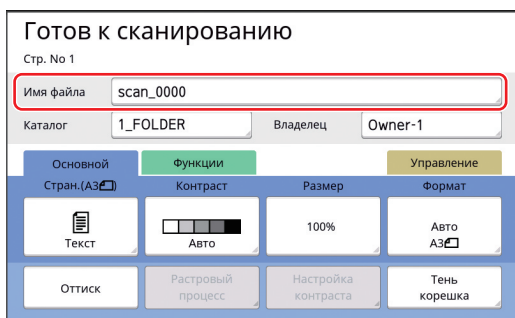 Готов к сканированию
Стр. No 1
Имя файла scan_0000
Каталог 1_FOLDER Владелец Owner-1
Основной Функции Управление
Стран.(A3) Контраст Размер Формат
Текст Авто 100% Авто A3
Оттиск Растровый процесс Настройка контраста Тень корешка